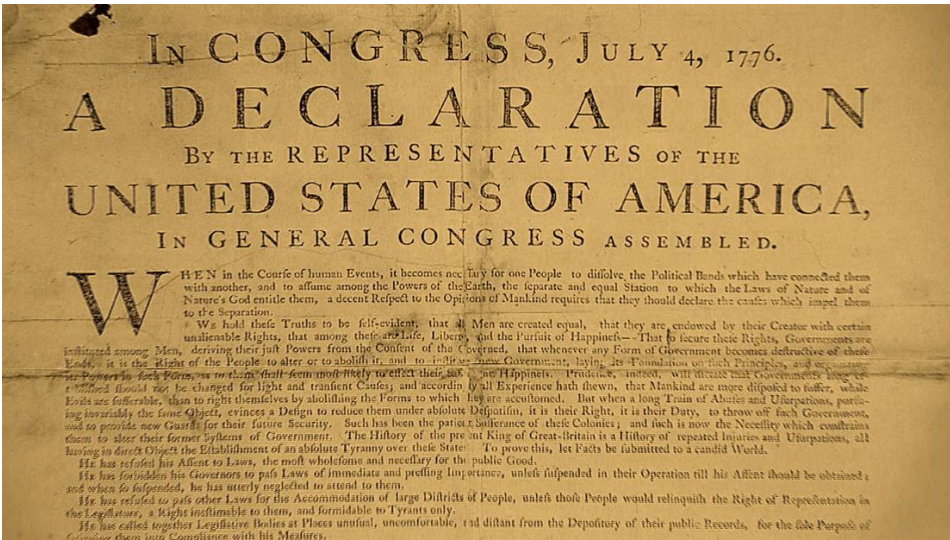 IN CONGRESS, JULY 4, 1776.
A DECLARATION
BY THE REPRESENTATIVES OF THE
UNITED STATES OF AMERICA,
IN GENERAL CONGRESS ASSEMBLED.
WHEN in the Courſe of human Events, it becomes neceſſary for one People to diſſolve the Political Bands which have connected them
with another, and to aſſume among the Powers of the Earth, the ſeparate and equal Station to which the Laws of Nature and of
Nature's God entitle them, a decent Reſpect to the Opinions of Mankind requires that they ſhould declare the cauſes which impel them
to the Separation.
WE hold theſe Truths to be ſelf-evident, that all Men are created equal, that they are endowed by their Creator with certain
unalienable Rights, that among theſe are Life, Liberty, and the Purſuit of Happineſs—That to ſecure theſe Rights, Governments are
inſtituted among Men, deriving their juſt Powers from the Conſent of the Governed, that whenever any Form of Government becomes deſtructive of theſe
Ends, it is the Right of the People to alter or to aboliſh it, and to inſtitute new Government, laying its Foundation on ſuch Principles, and organizing
its Powers in ſuch Form, as to them ſhall ſeem moſt likely to effect their and Happineſs. Prudence, indeed, will dictate that Governments long
eſtabliſhed ſhould not be changed for light and tranſient Cauſes; and accordingly all Experience hath ſhewn, that Mankind are more diſpoſed to ſuffer, while
Evils are ſufferable, than to right themſelves by aboliſhing the Forms to which they are accuſtomed. But when a long Train of Abuſes and Uſurpations, purſu-
ing invariably the ſame Object, evinces a Deſign to reduce them under abſolute Deſpotiſm, it is their Right, it is their Duty, to throw off ſuch Government,
and to provide new Guards for their future Security. Such has been the patient Sufferance of theſe Colonies; and ſuch is now the Neceſſity which conſtrains
them to alter their former Syſtems of Government. The Hiſtory of the preſent King of Great-Britain is a Hiſtory of repeated Injuries and Uſurpations, all
having in direct Object the Eſtabliſhment of an abſolute Tyranny over theſe States. To prove this, let Facts be ſubmitted to a candid World.
HE has refuſed his Aſſent to Laws, the moſt wholeſome and neceſſary for the public Good.
HE has forbidden his Governors to paſs Laws of immediate and preſſing Importance, unleſs ſuſpended in their Operation till his Aſſent ſhould be obtained;
and when ſo ſuſpended, he has utterly neglected to attend to them.
HE has refuſed to paſs other Laws for the Accommodation of large Diſtricts of People, unleſs thoſe People would relinquiſh the Right of Repreſentation in
the Legiſlature, a Right ineſtimable to them, and formidable to Tyrants only.
HE has called together Legiſlative Bodies at Places unuſual, uncomfortable, and diſtant from the Depoſitory of their public Records, for the ſole Purpoſe of
them into Compliance with his Meaſures.